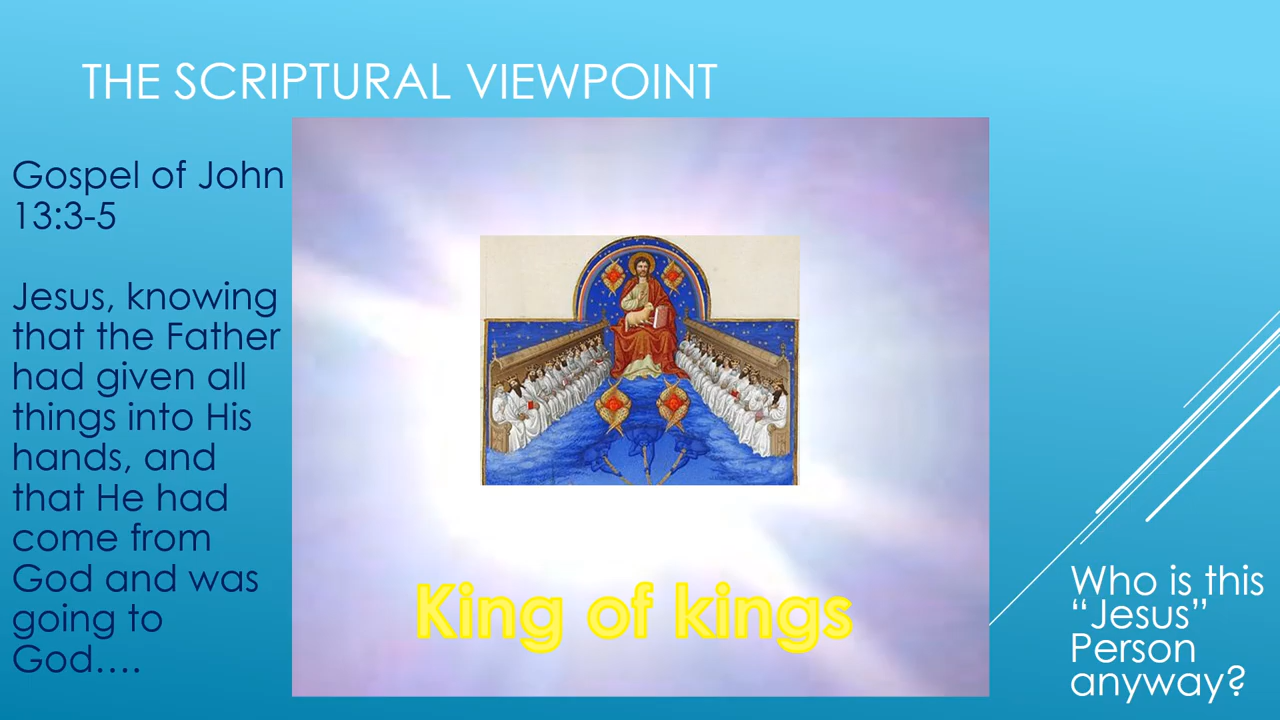 THE SCRIPTURAL VIEWPOINT
Gospel of John
13:3-5
Jesus, knowing
that the Father
had given all
things into His
hands, and
that He had
come from
God and was
going to
God....
King of kings
Who is this
“Jesus”
Person
anyway?